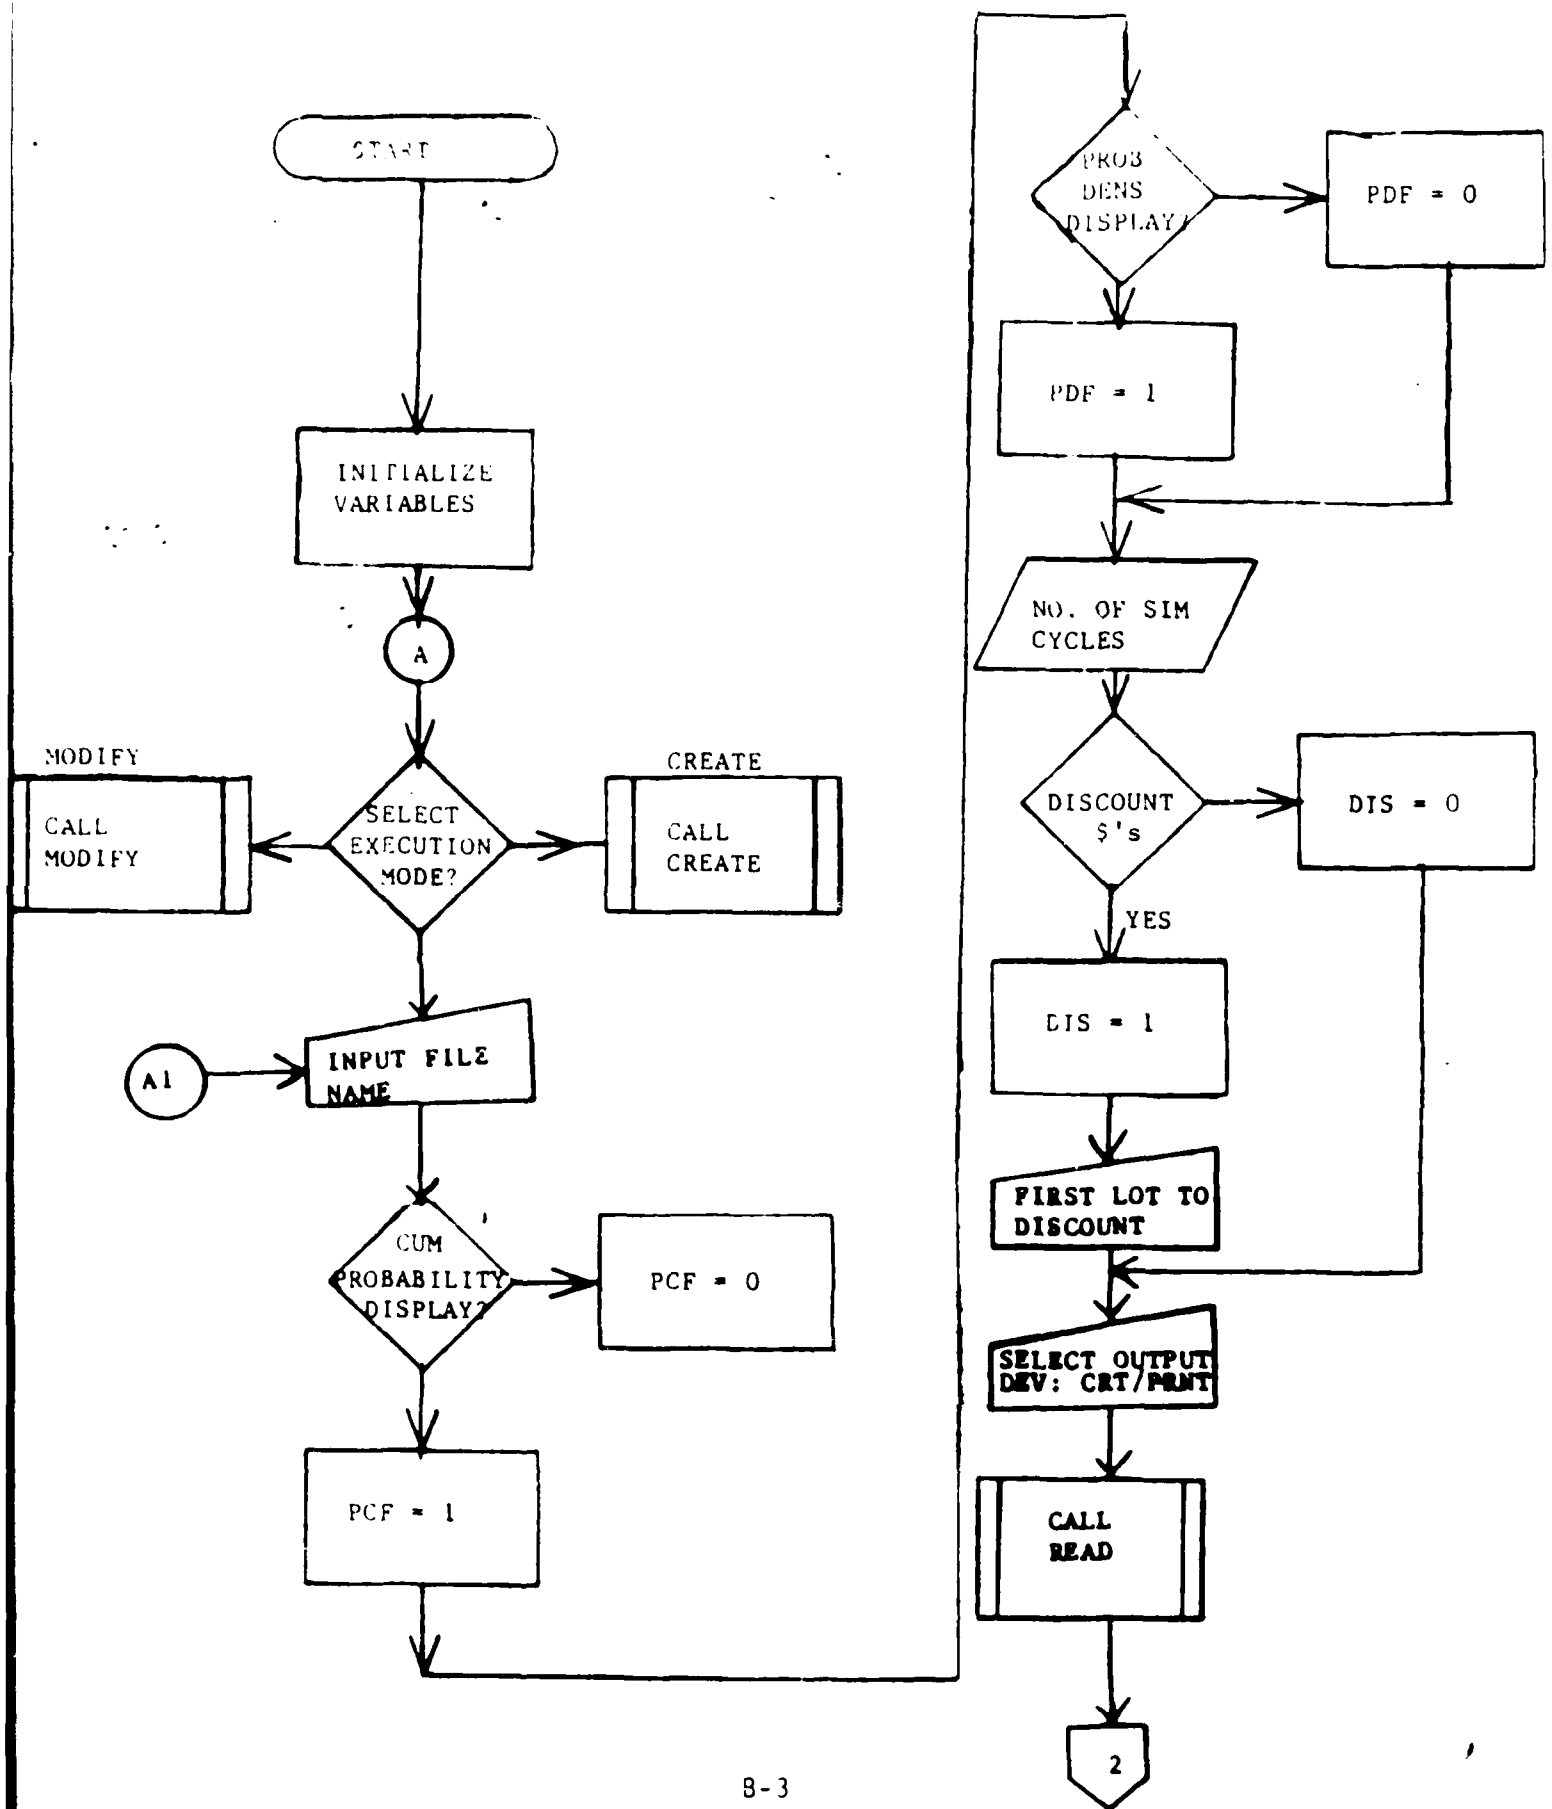 START
INITIALIZE
VARIABLES
A
MODIFY
CALL
MODIFY
SELECT
EXECUTION
MODE?
CREATE
CALL
CREATE
A1
INPUT FILE
NAME
CUM
PROBABILITY
DISPLAY?
PCF = 0
PCF = 1
PROB
DENS
DISPLAY?
PDF = 0
PDF = 1
NO. OF SIM
CYCLES
DISCOUNT
$'s
DIS = 0
YES
DIS = 1
FIRST LOT TO
DISCOUNT
SELECT OUTPUT
DEV: CRT/PRNT
CALL
READ
2
B-3